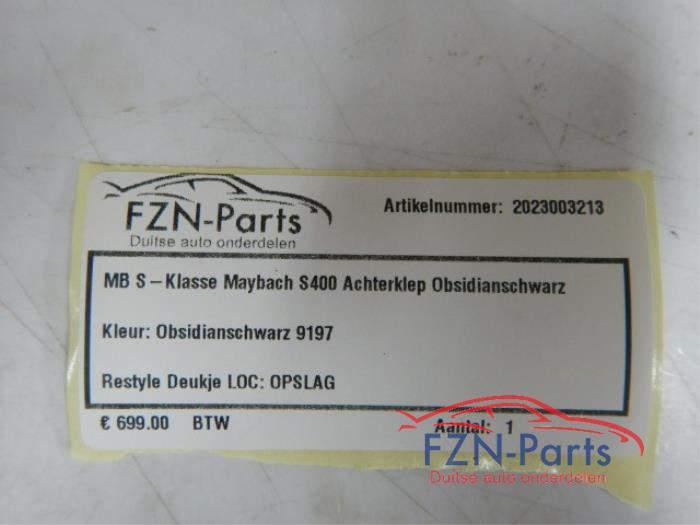 FZN-Parts
Duitse auto onderdelen
Artikelnummer: 2023003213
MB S – Klasse Maybach S400 Achterklep Obsidianschwarz
Kleur: Obsidianschwarz 9197
Restyle Deukje LOC: OPSLAG
€ 699.00 BTW
Aantal: 1
FZN-Parts
Duitse auto onderdelen